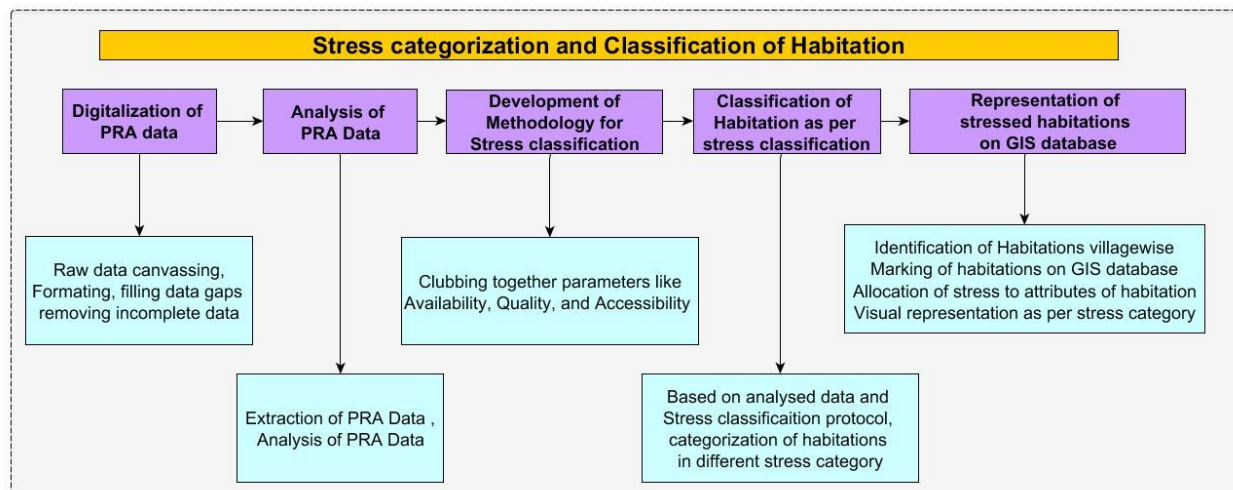 Stress categorization and Classification of Habitation
Digitalization of
PRA data
Analysis of
PRA Data
Development of
Methodology for
Stress classification
Classification of
Habitation as per
stress classification
Representation of
stressed habitations
on GIS database
Raw data canvassing,
Formating, filling data gaps
removing incomplete data
Extraction of PRA Data ,
Analysis of PRA Data
Clubbing together parameters like
Availability, Quality, and Accessibility
Based on analysed data and
Stress classificaition protocol,
categorization of habitations
in different stress category
Identification of Habitations villagewise
Marking of habitations on GIS database
Allocation of stress to attributes of habitation
Visual representation as per stress category